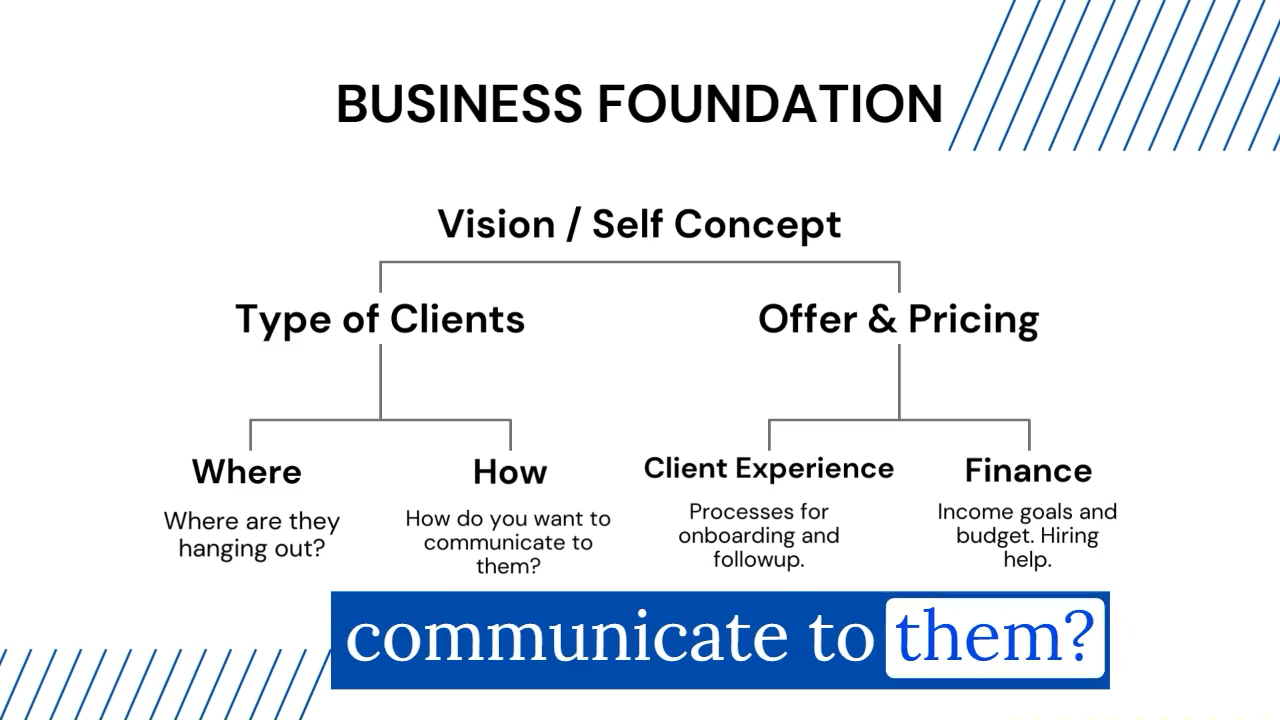 BUSINESS FOUNDATION
Vision / Self Concept
Type of Clients
Offer & Pricing
Where
Where are they
hanging out?
How
How do you want to
communicate to
them?
Client Experience
Processes for
onboarding and
followup.
Finance
Income goals and
budget. Hiring
help.
communicate to them?